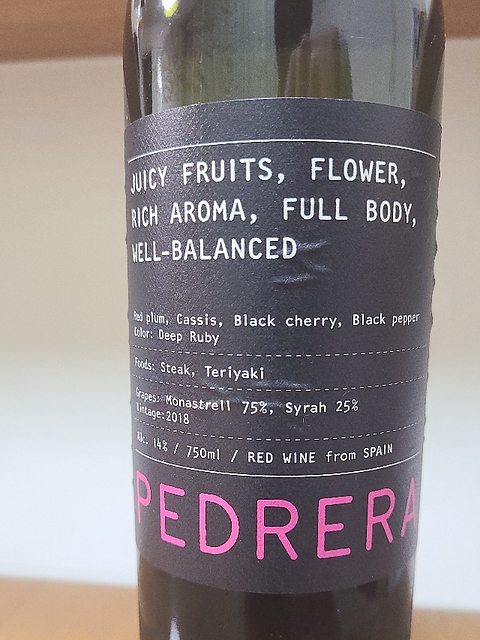 JUICY FRUITS, FLOWER,
RICH AROMA, FULL BODY,
WELL-BALANCED
Red plum, Cassis, Black cherry, Black pepper
Color: Deep Ruby
Foods: Steak, Teriyaki
Grapes: Monastrell 75%, Syrah 25%
Vintage:2018
Alc. 14% / 750ml / RED WINE from SPAIN
PEDRERA